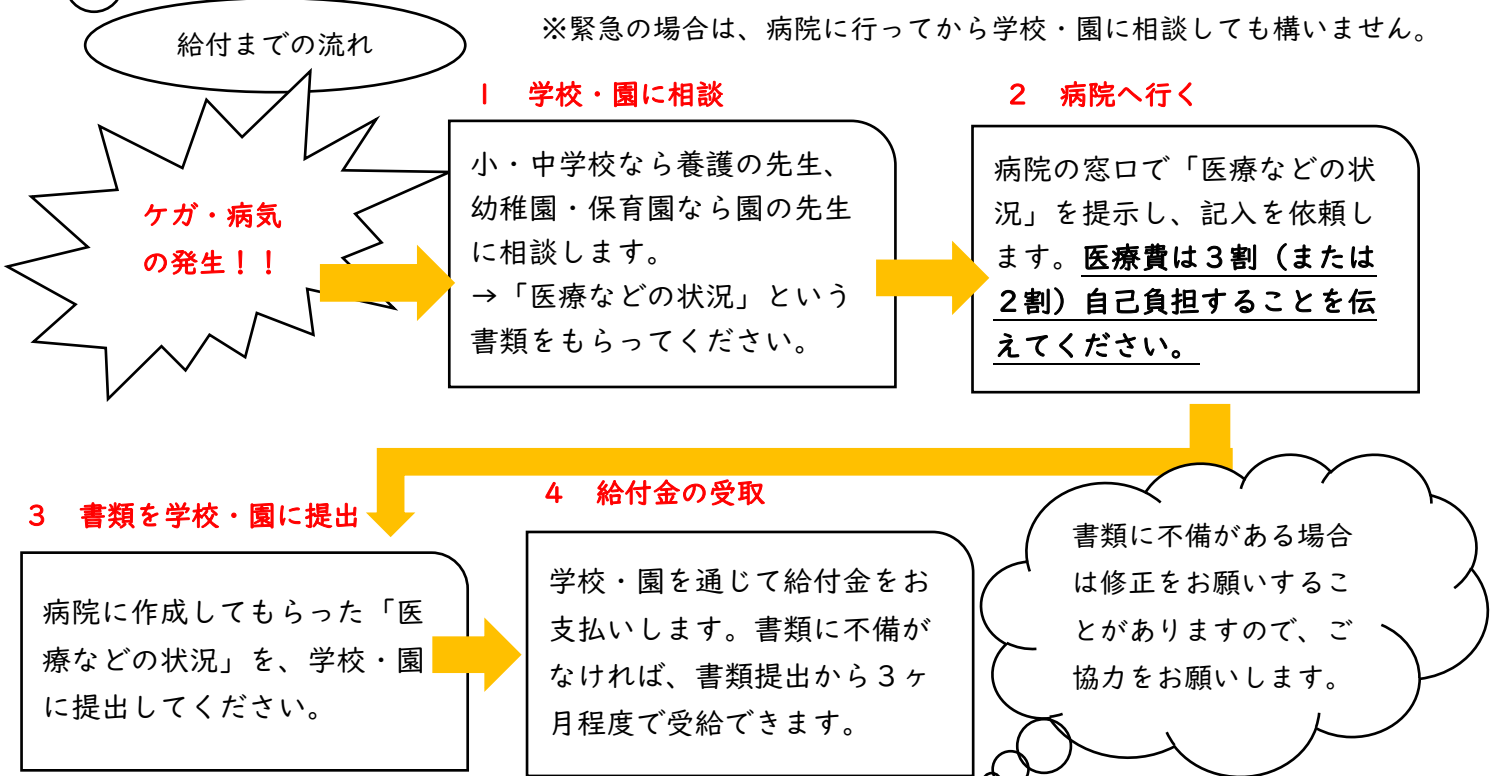 給付までの流れ
※緊急の場合は、病院に行ってから学校・園に相談しても構いません。
ケガ・病気
の発生!!
1 学校・園に相談
小・中学校なら養護の先生、
幼稚園・保育園なら園の先生
に相談します。
→「医療などの状況」という
書類をもらってください。
2 病院へ行く
病院の窓口で「医療などの状
況」を提示し、記入を依頼し
ます。医療費は3割(または
2割)自己負担することを伝
えてください。
3 書類を学校・園に提出
病院に作成してもらった「医
療などの状況」を、学校・園
に提出してください。
4 給付金の受取
学校・園を通じて給付金をお
支払いします。書類に不備が
なければ、書類提出から3ヶ
月程度で受給できます。
書類に不備がある場合
は修正をお願いするこ
とがありますので、ご
協力をお願いします。